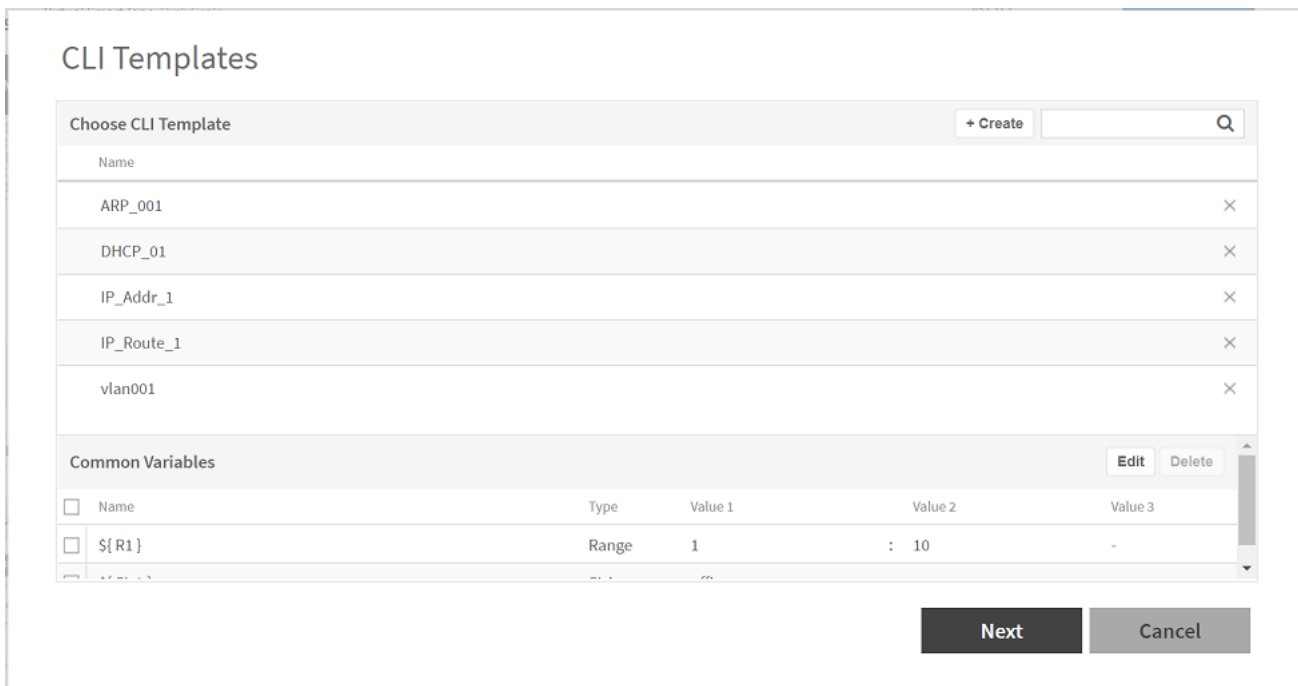 CLI Templates
Choose CLI Template + Create
Name
ARP_001
DHCP_01
IP_Addr_1
IP_Route_1
vlan001
Common Variables Edit Delete
Name Type Value 1 Value 2 Value 3
${ R1 } Range 1 : 10 -
Next Cancel